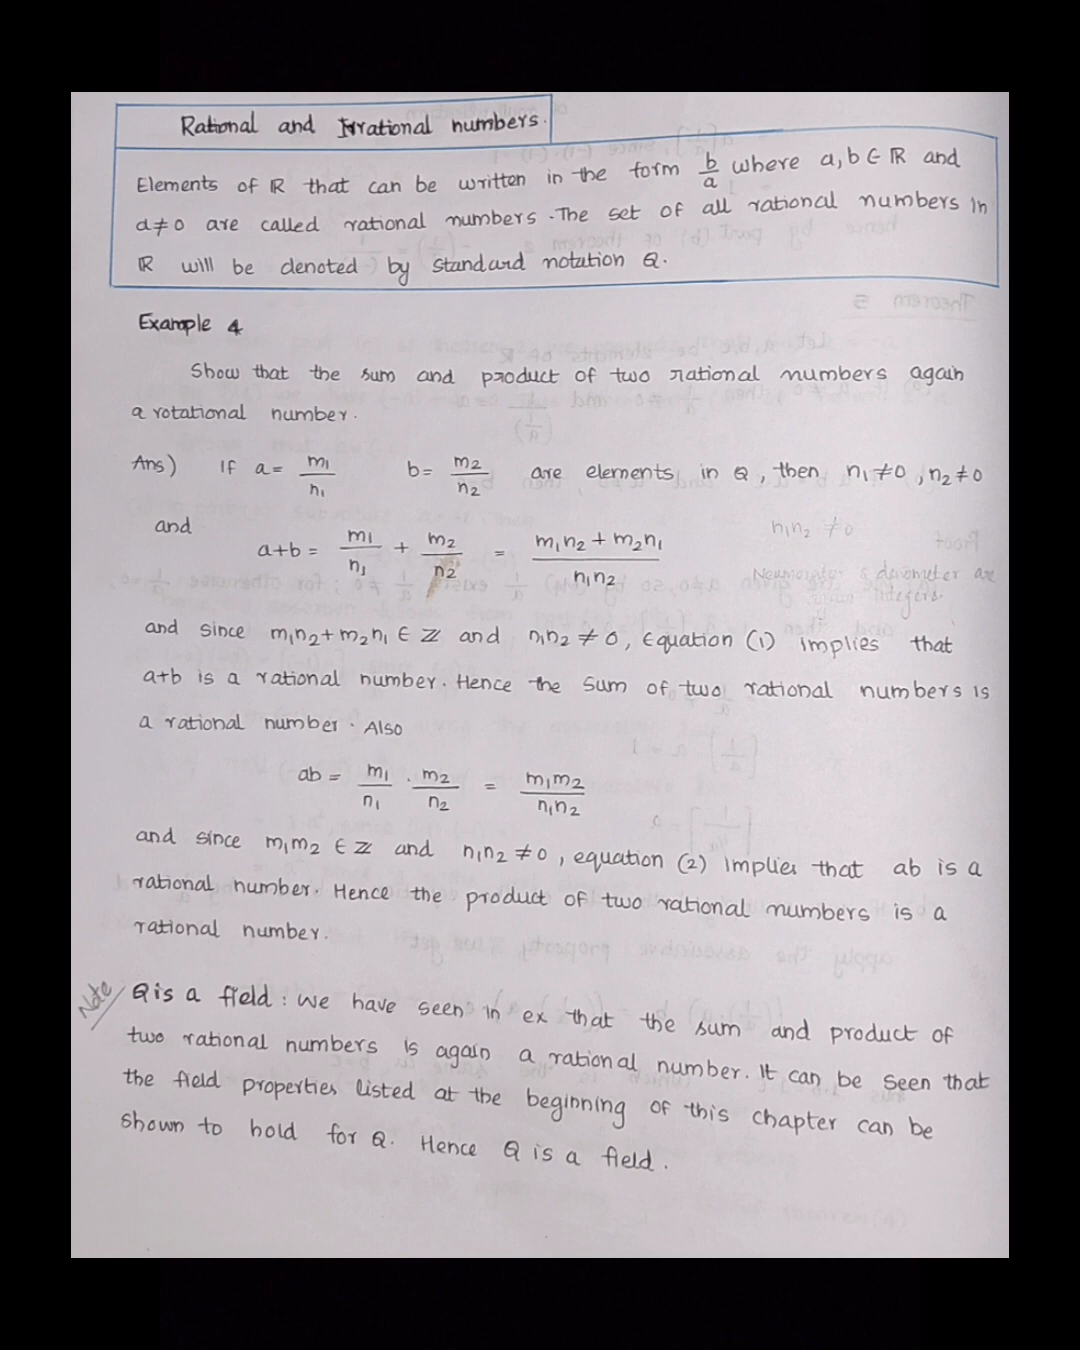 Rational and Irrational numbers.
Elements of ℝ that can be written in the form b/a where a, b ∈ ℝ and
a ≠ 0 are called rational numbers. The set of all rational numbers in
ℝ will be denoted by standard notation Q.
Example 4
Show that the sum and product of two rational numbers again
a rotational number.
Ans) If a = m₁/n₁ b = m₂/n₂ are elements in Q, then n₁ ≠ 0, n₂ ≠ 0
and n₁n₂ ≠ 0
a+b = m₁/n₁ + m₂/n₂ = (m₁n₂ + m₂n₁)/n₁n₂
are
Integers
and since m₁n₂ + m₂n₁ ∈ ℤ and n₁n₂ ≠ 0, Equation (1) implies that
a+b is a rational number. Hence the Sum of two rational numbers is
a rational number. Also
ab = m₁/n₁ . m₂/n₂ = m₁m₂/n₁n₂
and since m₁m₂ ∈ ℤ and n₁n₂ ≠ 0, equation (2) implies that ab is a
rational number. Hence the product of two rational numbers is a
rational number.
Note Q is a field : We have seen in ex that the sum and product of
two rational numbers is again a rational number. It can be seen that
the field properties listed at the beginning of this chapter can be
shown to hold for Q. Hence Q is a field.